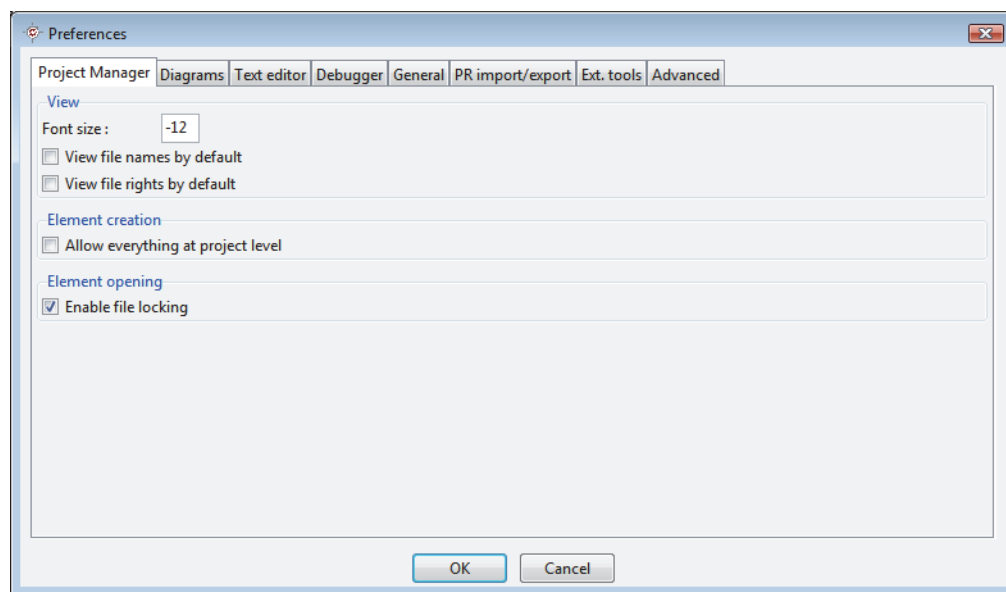 Preferences
Project Manager Diagrams Text editor Debugger General PR import/export Ext. tools Advanced
View
Font size : -12
View file names by default
View file rights by default
Element creation
Allow everything at project level
Element opening
Enable file locking
OK Cancel